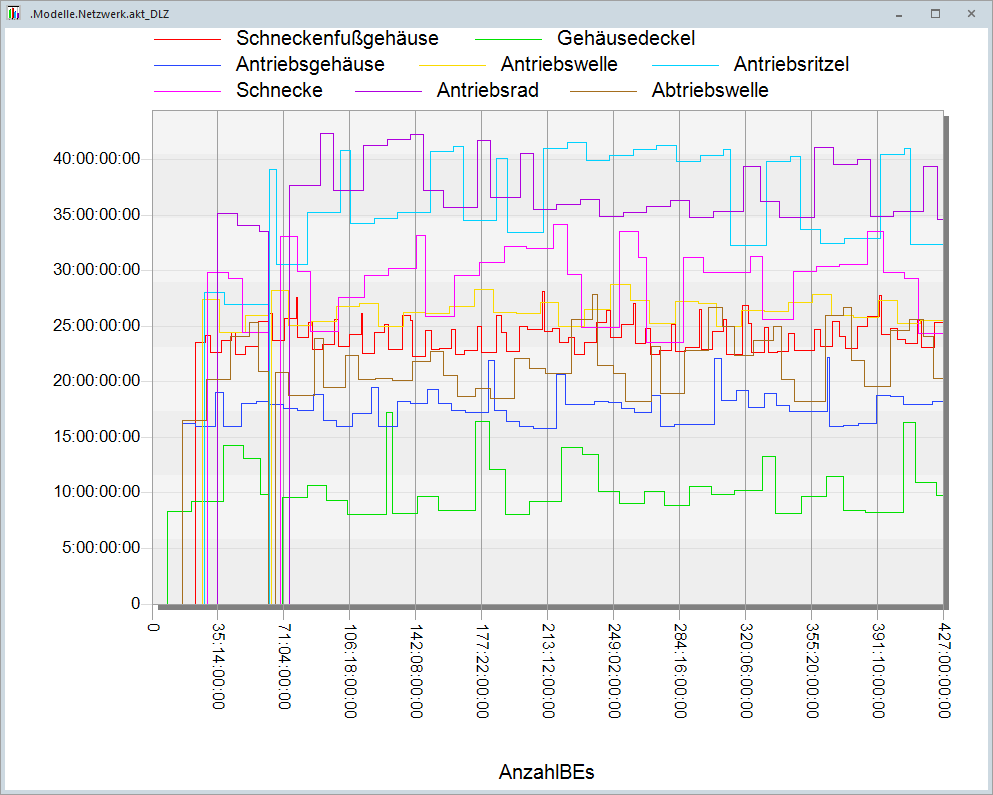 .Modelle.Netzwerk.akt_DLZ
Schneckenfußgehäuse Gehäusedeckel
Antriebsgehäuse Antriebswelle Antriebsritzel
Schnecke Antriebsrad Abtriebswelle
40:00:00:00
35:00:00:00
30:00:00:00
25:00:00:00
20:00:00:00
15:00:00:00
10:00:00:00
5:00:00:00
0
0 35:14:00:00 71:04:00:00 106:18:00:00 142:08:00:00 177:22:00:00 213:12:00:00 249:02:00:00 284:16:00:00 320:06:00:00 355:20:00:00 391:10:00:00 427:00:00:00
AnzahlBEs